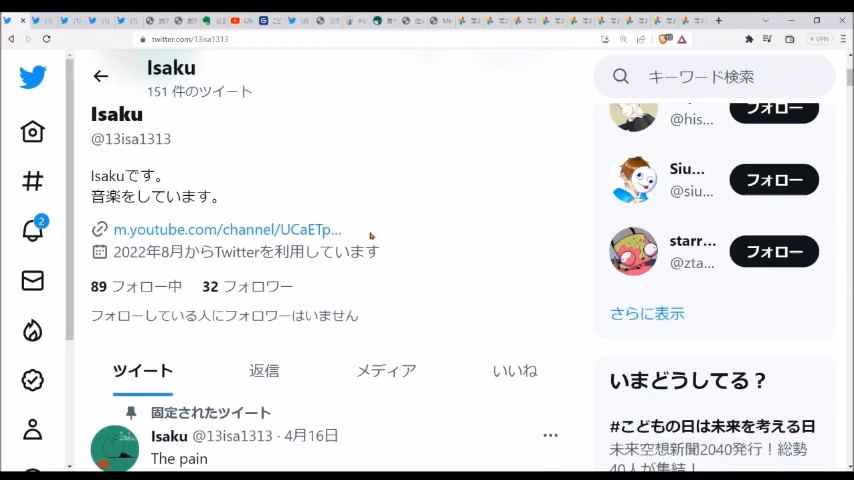 twitter.com/13isa1313
VPN
Isaku
151 件のツイート
キーワード検索
Isaku
@13isa1313
Isakuです。
音楽をしています。
m.youtube.com/channel/UCaETp...
2022年8月からTwitterを利用しています
89 フォロー中 32 フォロワー
フォローしている人にフォロワーはいません
ツイート 返信 メディア いいね
固定されたツイート
Isaku @13isa1313 · 4月16日
The pain
2
フォロー
@his...
Siu...
@siu...
フォロー
starr...
@zta...
フォロー
さらに表示
いまどうしてる？
#こどもの日は未来を考える日
未来空想新聞2040発行！総勢
40人が集結！